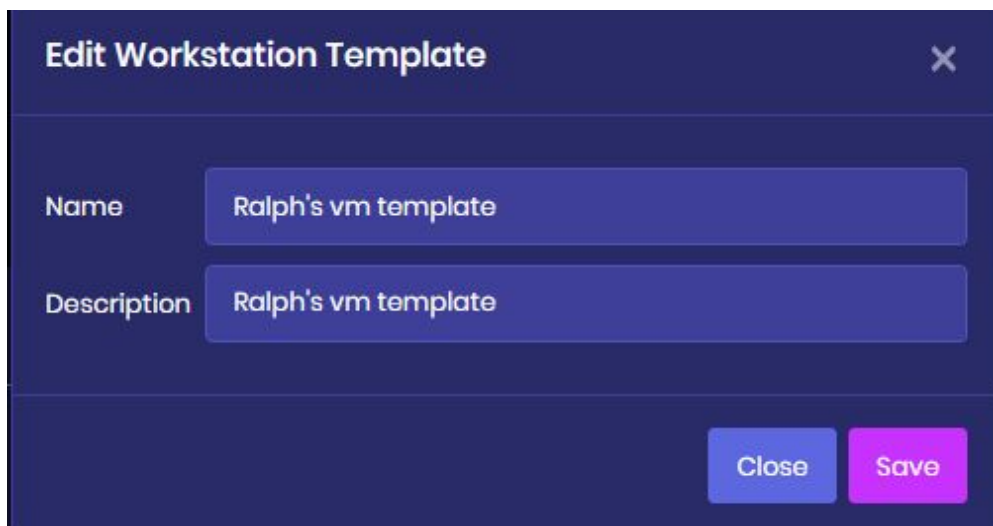 Edit Workstation Template
Name
Ralph's vm template
Description
Ralph's vm template
Close
Save